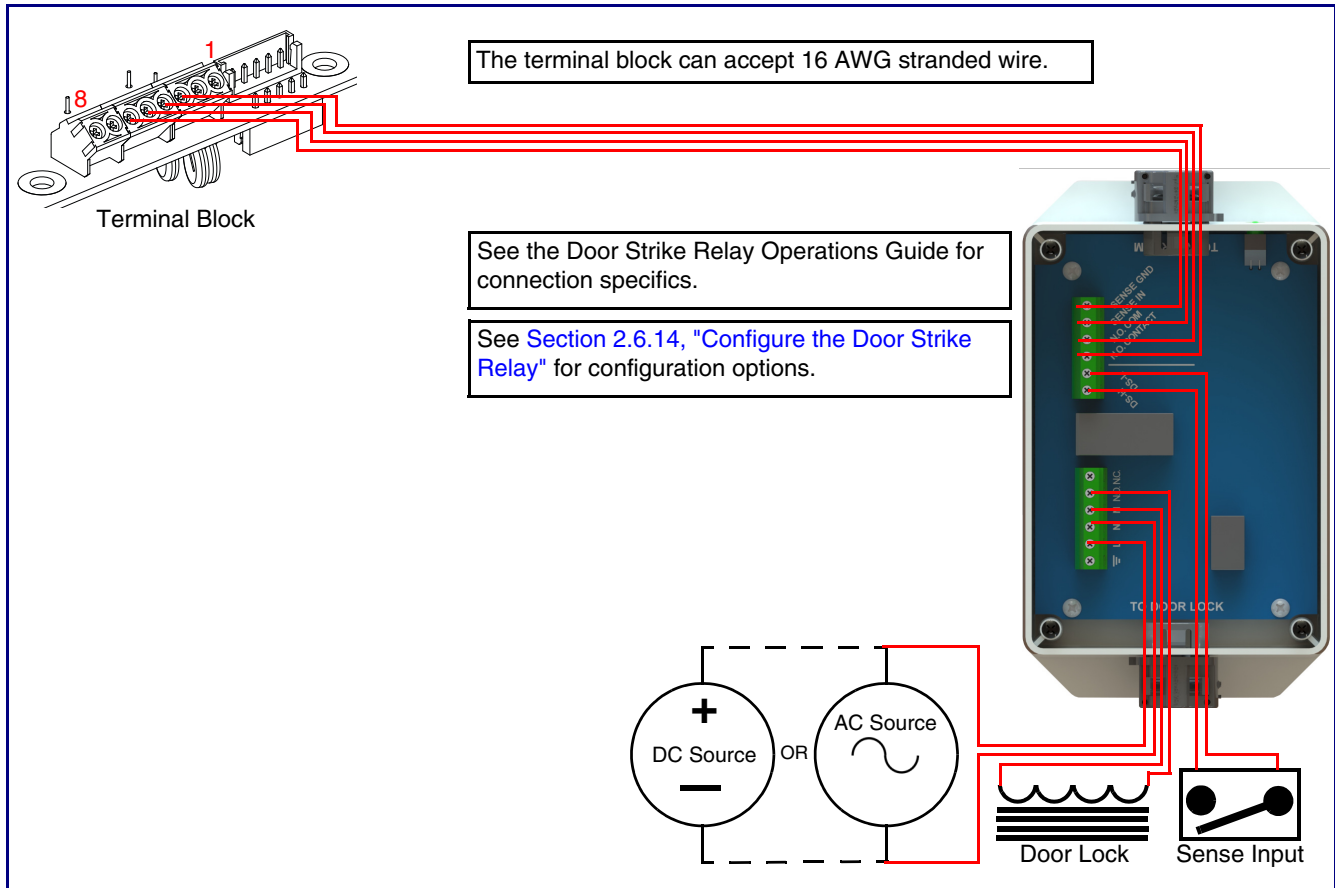 1
8
The terminal block can accept 16 AWG stranded wire.
Terminal Block
See the Door Strike Relay Operations Guide for
connection specifics.
See Section 2.6.14, "Configure the Door Strike
Relay" for configuration options.
SENSE GND
SENSE IN
N.O. COM
N.O. CONTACT
DS-
DS-
N.C.
N.O.
N
N
L
TO DOOR LOCK
+
DC Source
OR
AC Source
Door Lock
Sense Input